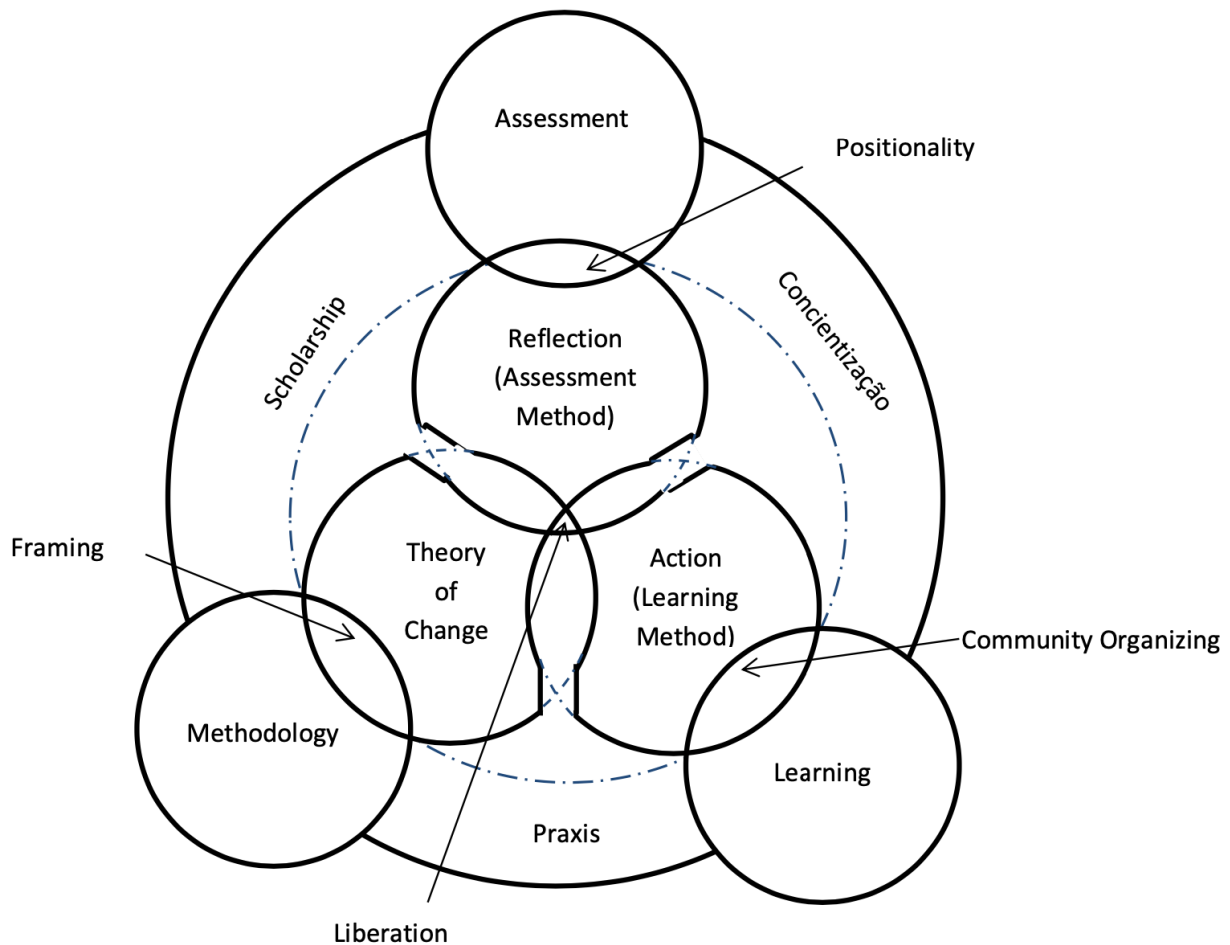 Assessment
Positionality
Scholarship
Concientização
Reflection
(Assessment
Method)
Framing
Theory
of
Change
Action
(Learning
Method)
Community Organizing
Methodology
Learning
Praxis
Liberation